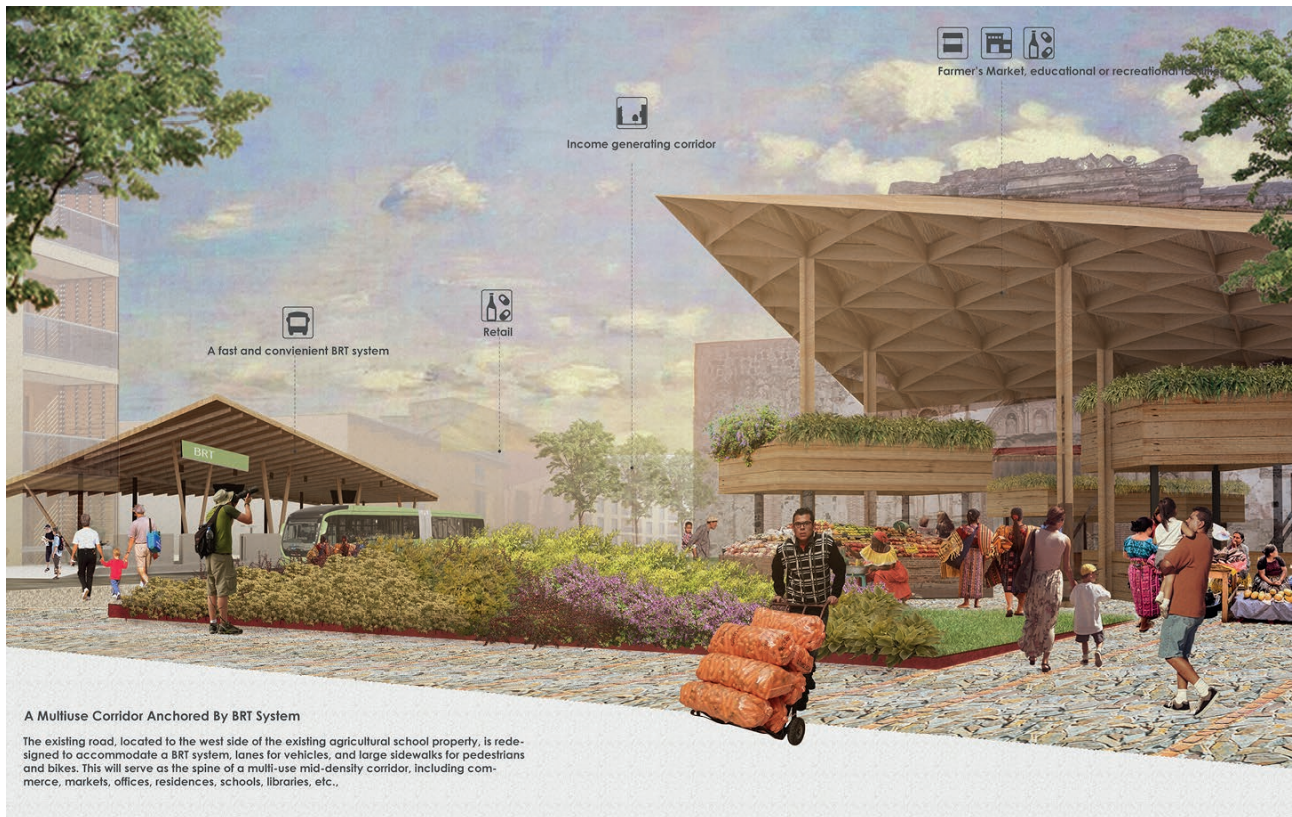 Farmer's Market, educational or recreational
Income generating corridor
Retail
A fast and convienient BRT system
BRT
A Multiuse Corridor Anchored By BRT System
The existing road, located to the west side of the existing agricultural school property, is rede-
signed to accommodate a BRT system, lanes for vehicles, and large sidewalks for pedestrians
and bikes. This will serve as the spine of a multi-use mid-density corridor, including com-
merce, markets, offices, residences, schools, libraries, etc.,